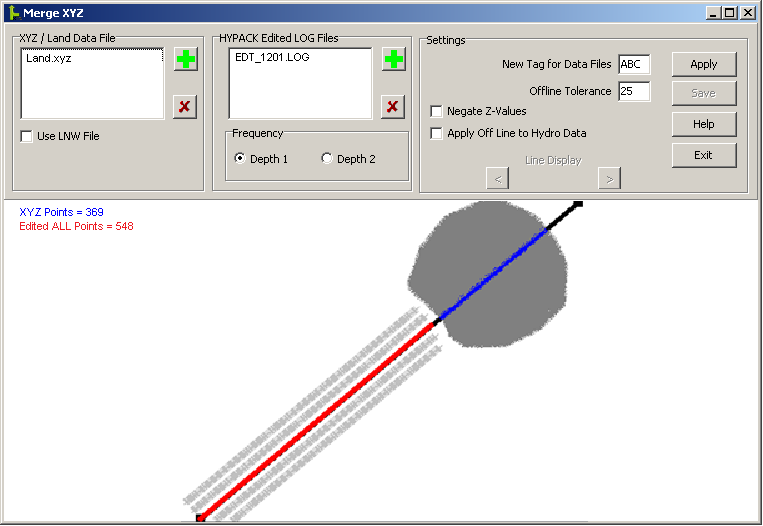 Merge XYZ
XYZ / Land Data File
Land.xyz
Use LNW File
HYPACK Edited LOG Files
EDT_1201.LOG
Frequency
Depth 1
Depth 2
Settings
New Tag for Data Files ABC
Offline Tolerance 25
Negate Z-Values
Apply Off Line to Hydro Data
Line Display
< >
Apply
Save
Help
Exit
XYZ Points = 369
Edited ALL Points = 548